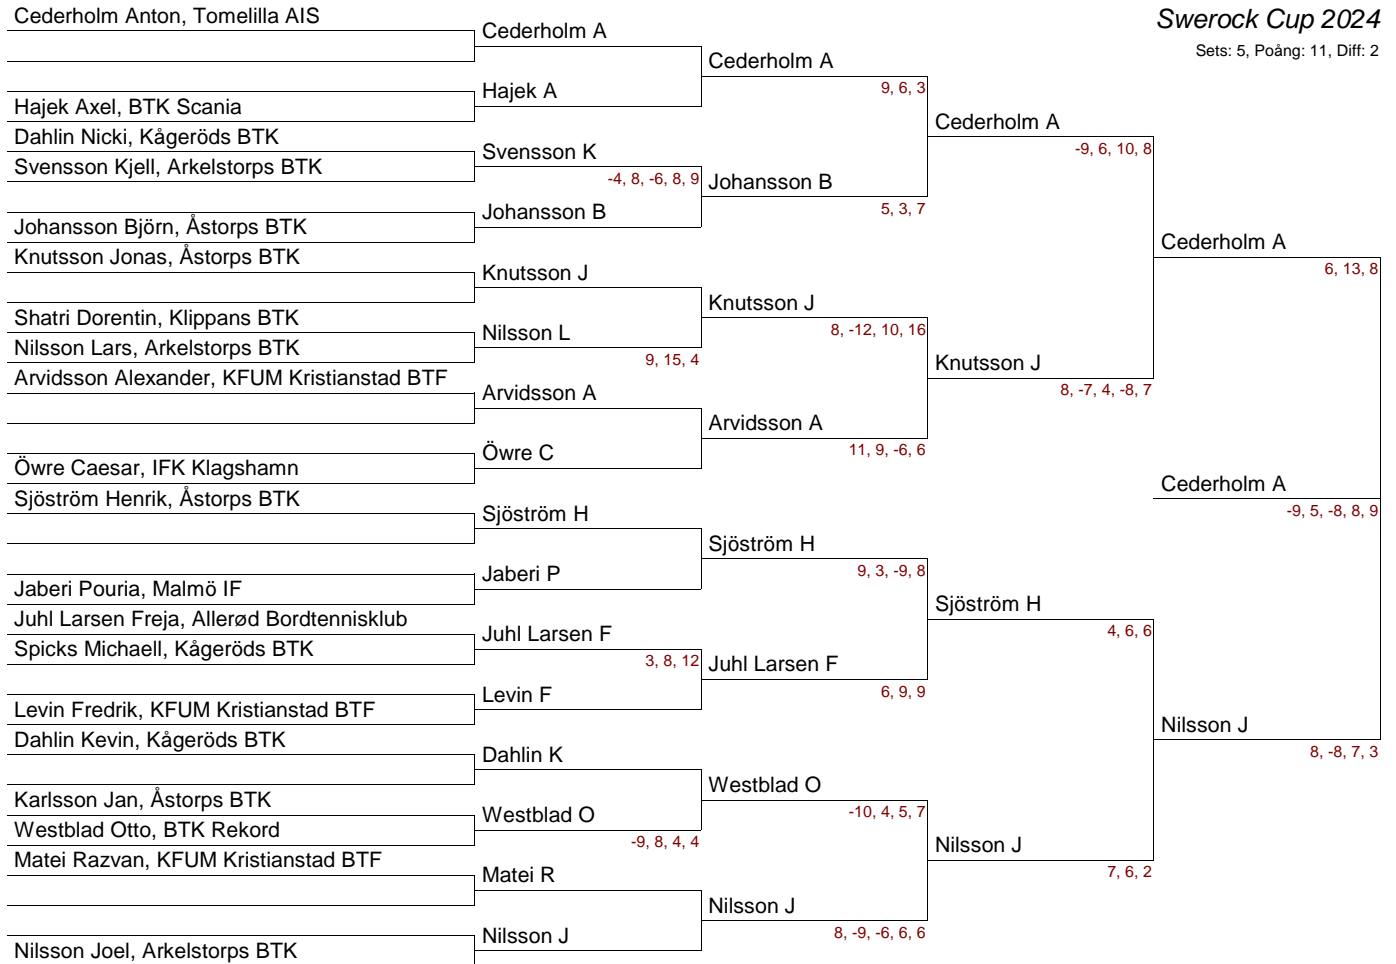 Cederholm Anton, Tomelilla AIS
Swerock Cup 2024
Cederholm A
Sets: 5, Poång: 11, Diff: 2
Cederholm A
9, 6, 3
Hajek A
Hajek Axel, BTK Scania
Cederholm A
Dahlin Nicki, Kågeröds BTK
-9, 6, 10, 8
Svensson K
Svensson Kjell, Arkelstorps BTK
-4, 8, -6, 8, 9
Johansson B
5, 3, 7
Johansson B
Johansson Björn, Åstorps BTK
Cederholm A
Knutsson Jonas, Åstorps BTK
6, 13, 8
Knutsson J
Knutsson J
Shatri Dorentin, Klippans BTK
8, -12, 10, 16
Nilsson L
Nilsson Lars, Arkelstorps BTK
9, 15, 4
Knutsson J
Arvidsson Alexander, KFUM Kristianstad BTF
8, -7, 4, -8, 7
Arvidsson A
Arvidsson A
11, 9, -6, 6
Öwre C
Öwre Caesar, IFK Klagshamn
Cederholm A
Sjöström Henrik, Åstorps BTK
-9, 5, -8, 8, 9
Sjöström H
Sjöström H
9, 3, -9, 8
Jaberi P
Jaberi Pouria, Malmö IF
Sjöström H
Juhl Larsen Freja, Allerød Bordtennisklub
4, 6, 6
Juhl Larsen F
Spicks Michaell, Kågeröds BTK
3, 8, 12
Juhl Larsen F
6, 9, 9
Levin F
Levin Fredrik, KFUM Kristianstad BTF
Nilsson J
Dahlin Kevin, Kågeröds BTK
8, -8, 7, 3
Dahlin K
Westblad O
Karlsson Jan, Åstorps BTK
-10, 4, 5, 7
Westblad O
Westblad Otto, BTK Rekord
-9, 8, 4, 4
Nilsson J
Matei Razvan, KFUM Kristianstad BTF
7, 6, 2
Matei R
Nilsson J
8, -9, -6, 6, 6
Nilsson J
Nilsson Joel, Arkelstorps BTK